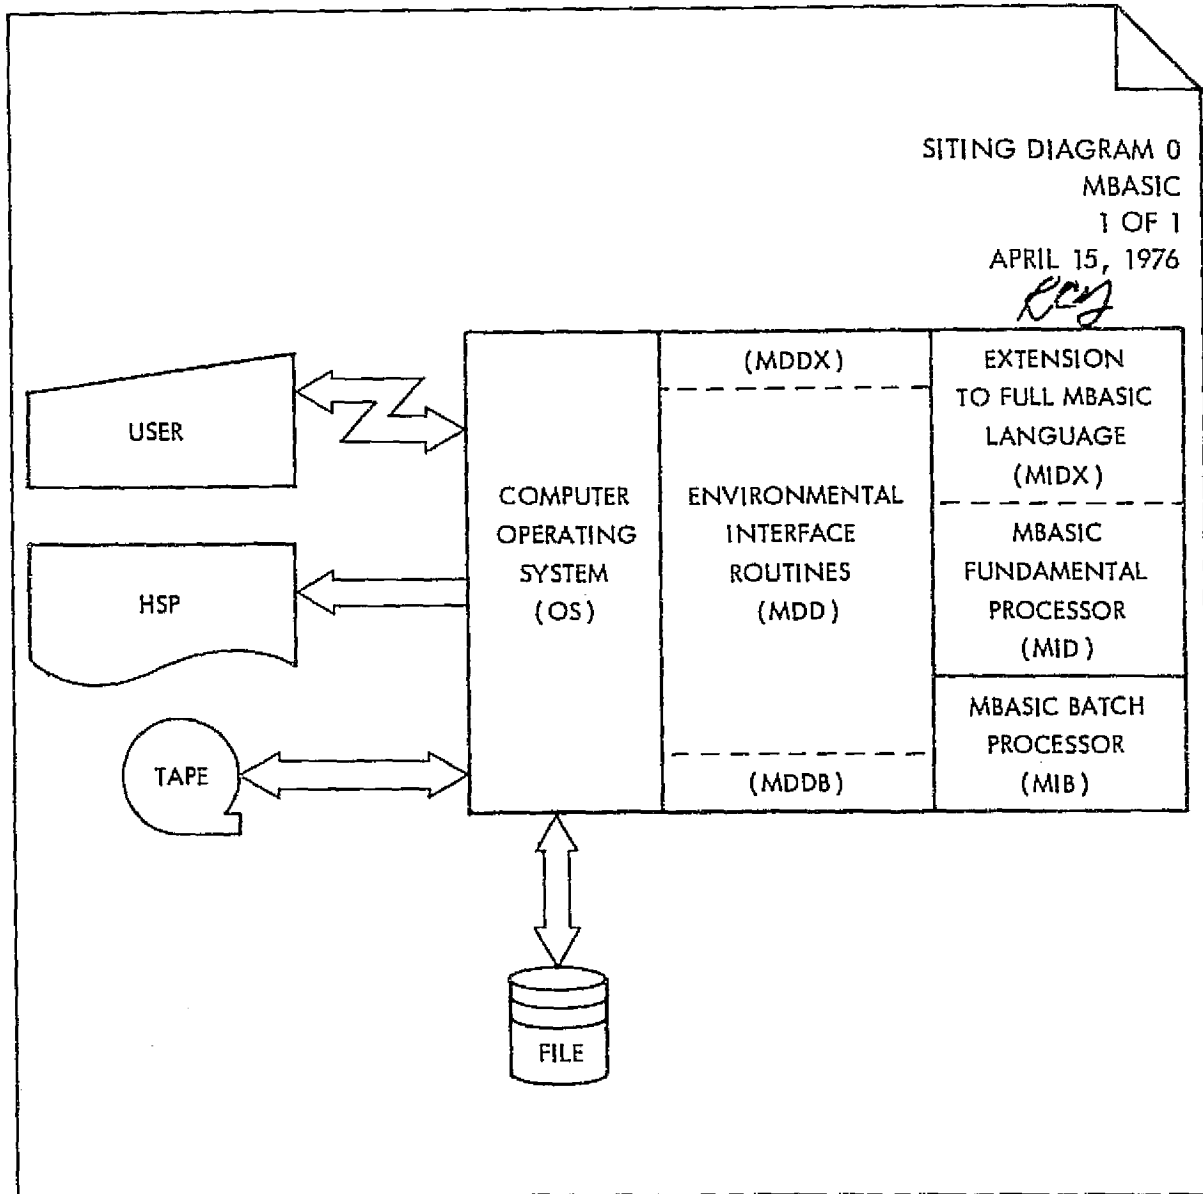 SITING DIAGRAM 0
MBASIC
1 OF 1
APRIL 15, 1976
USER
HSP
TAPE
FILE
COMPUTER
OPERATING
SYSTEM
(OS)
(MDDX)
ENVIRONMENTAL
INTERFACE
ROUTINES
(MDD)
(MDDB)
EXTENSION
TO FULL MBASIC
LANGUAGE
(MIDX)
MBASIC
FUNDAMENTAL
PROCESSOR
(MID)
MBASIC BATCH
PROCESSOR
(MIB)